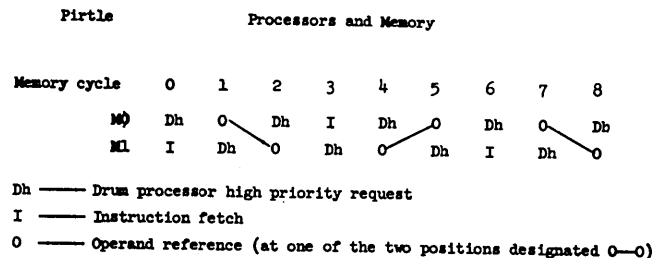 Pirtle Processors and Memory
Memory cycle 0 1 2 3 4 5 6 7 8
M0 Dh O Dh I Dh O Dh O Db
M1 I Dh O Dh O Dh I Dh O
Dh — Drum processor high priority request
I — Instruction fetch
O — Operand reference (at one of the two positions designated O—O)